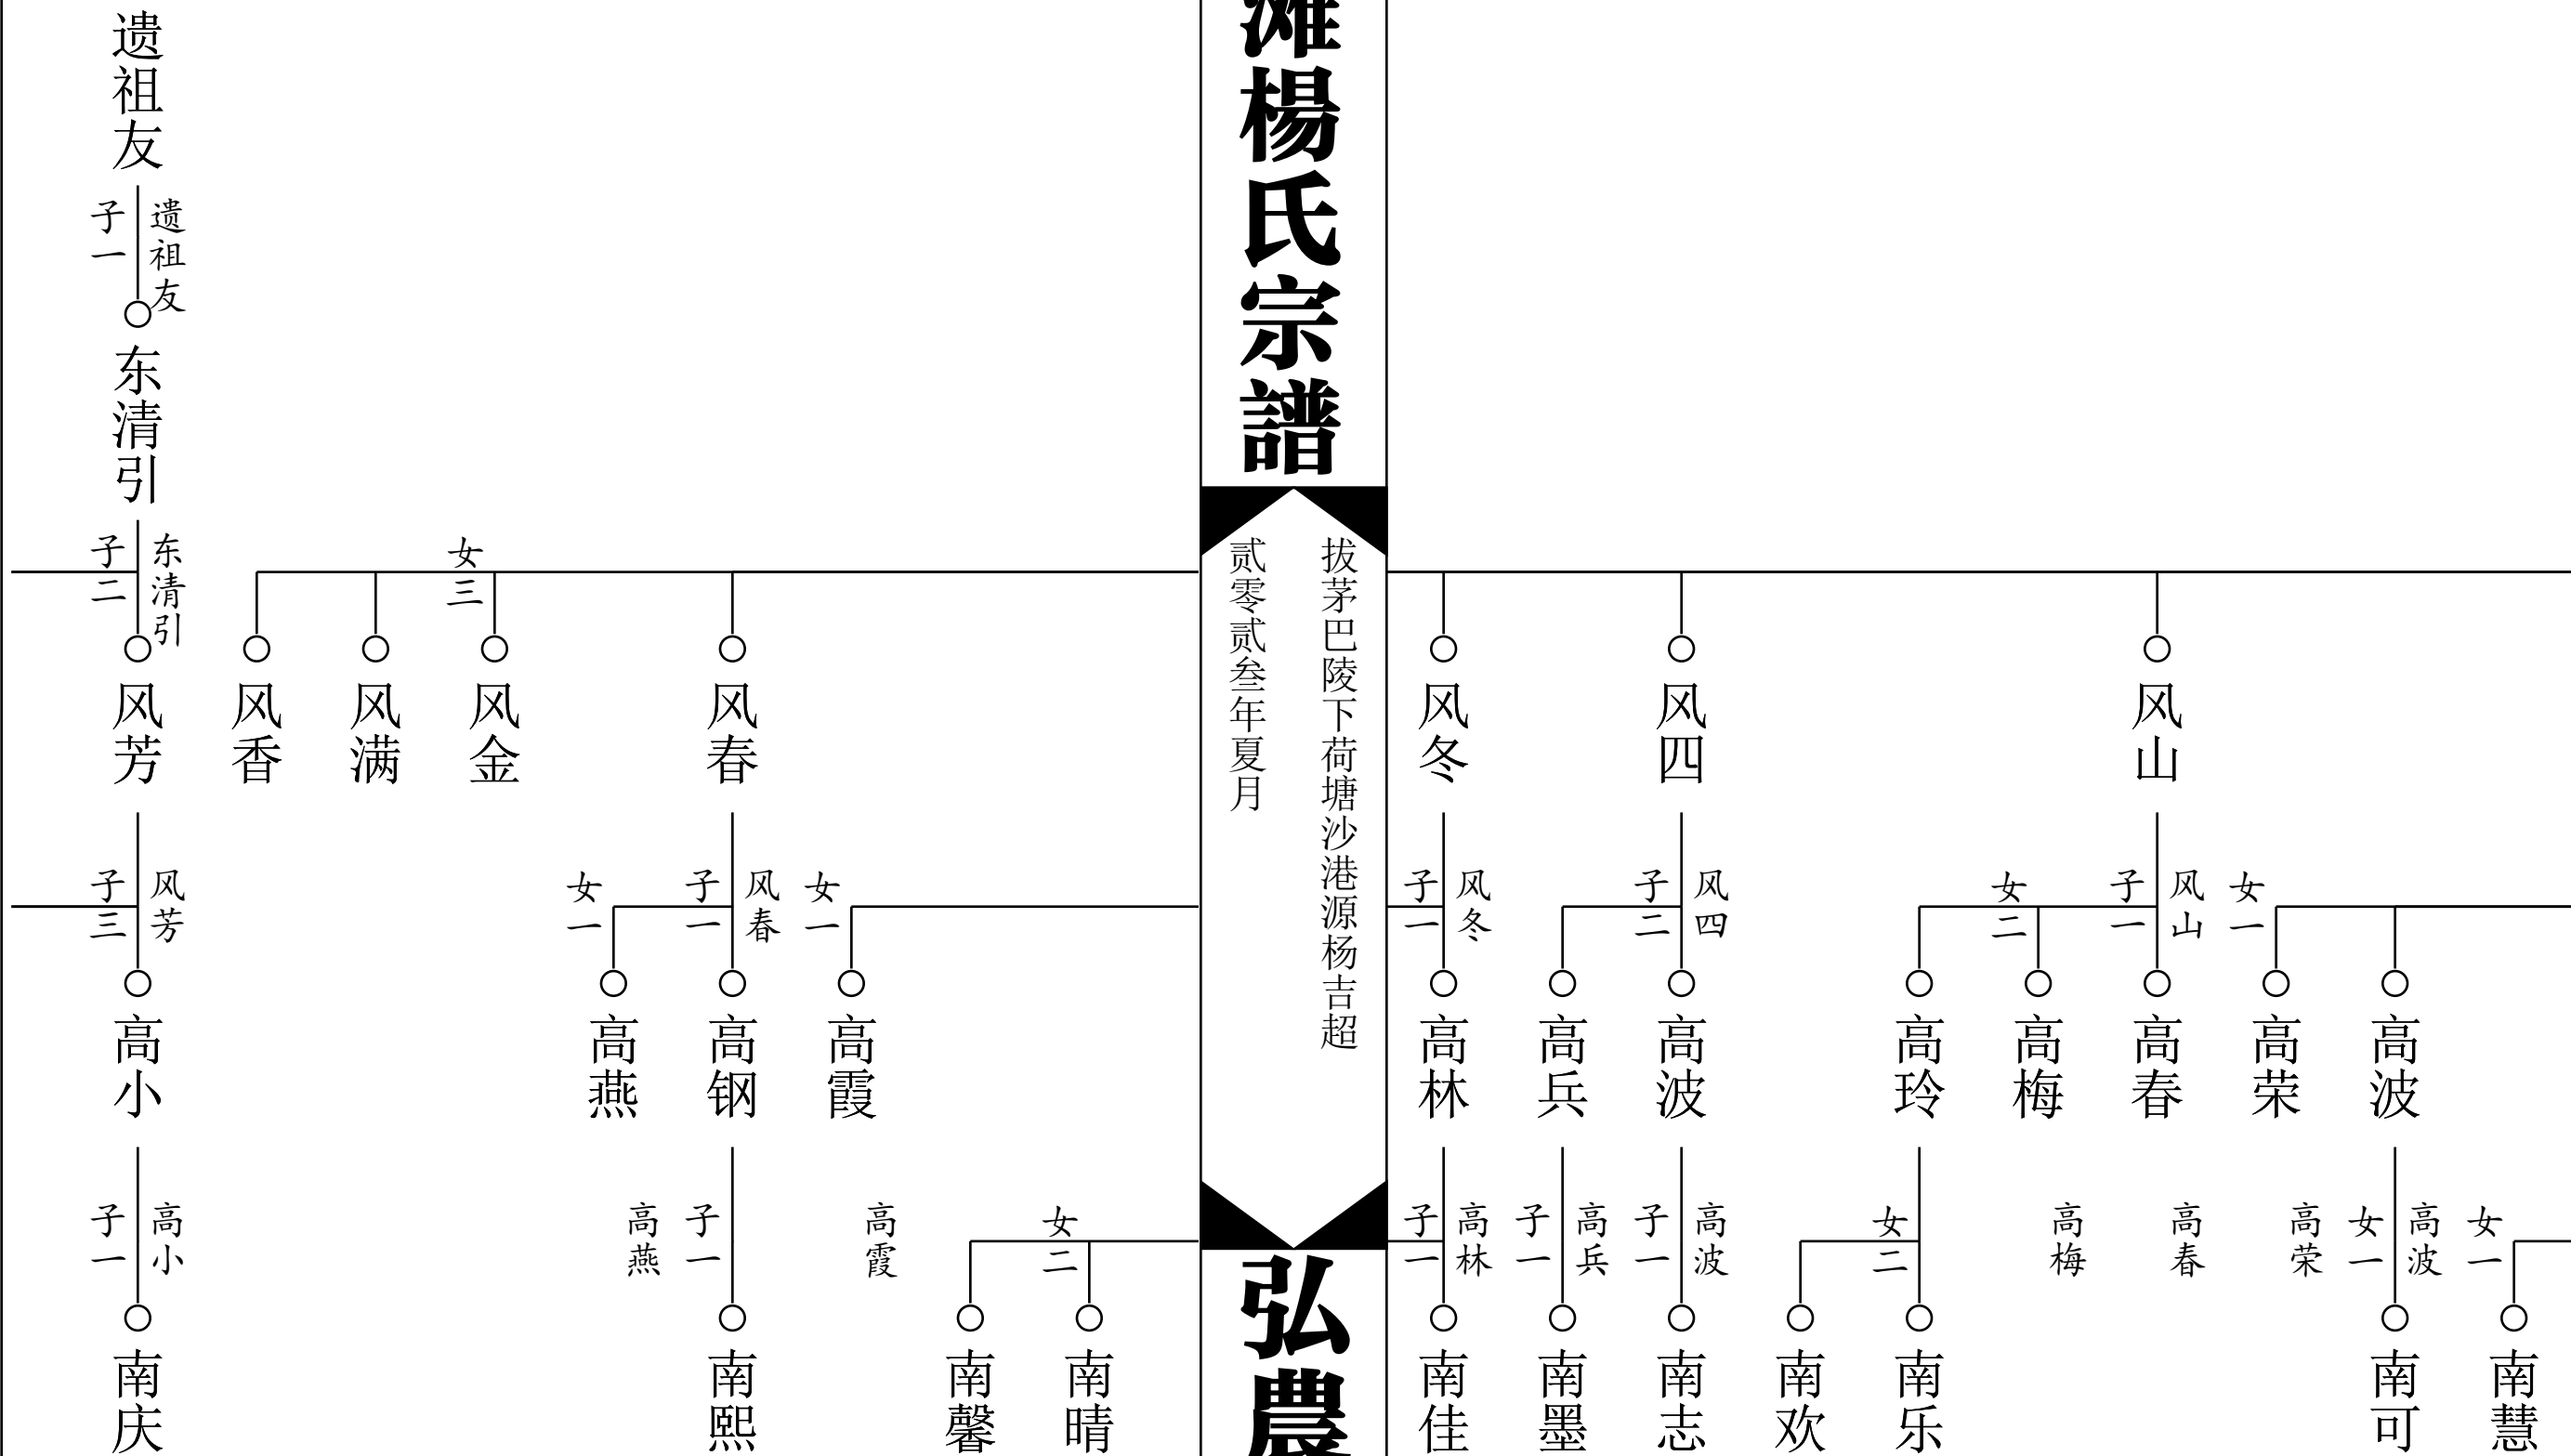 遗祖友
子一
遗祖友
东清引
子二
东清引
女三
风芳
风香
风满
风金
风春
风冬
风四
风山
子三
风芳
女一
子一
风春
女一
子一
风冬
子二
风四
女二
子一
风山
女一
高小
高燕
高钢
高霞
高林
高兵
高波
高玲
高梅
高春
高荣
高波
子一
高小
高燕
子一
高霞
女二
子一
高林
子一
高兵
子一
高波
女二
高梅
高春
高荣
女一
高波
女一
南庆
南熙
南馨
南晴
南佳
南墨
南志
南欢
南乐
南可
南慧
滩楊氏宗譜
拔茅巴陵下荷塘沙港源杨吉超
贰零贰叁年夏月
弘農